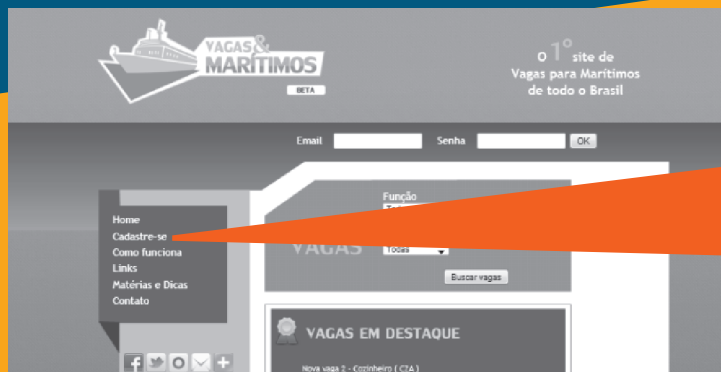 VAGAS&
MARÍTIMOS
BETA
O 1º site de
Vagas para Marítimos
de todo o Brasil
Email
Senha
OK
Home
Cadastre-se
Como funciona
Links
Matérias e Dicas
Contato
Função
VAGAS
Todas
Buscar vagas
VAGAS EM DESTAQUE
Nova vaga 2 - Cozinheiro ( CZA )